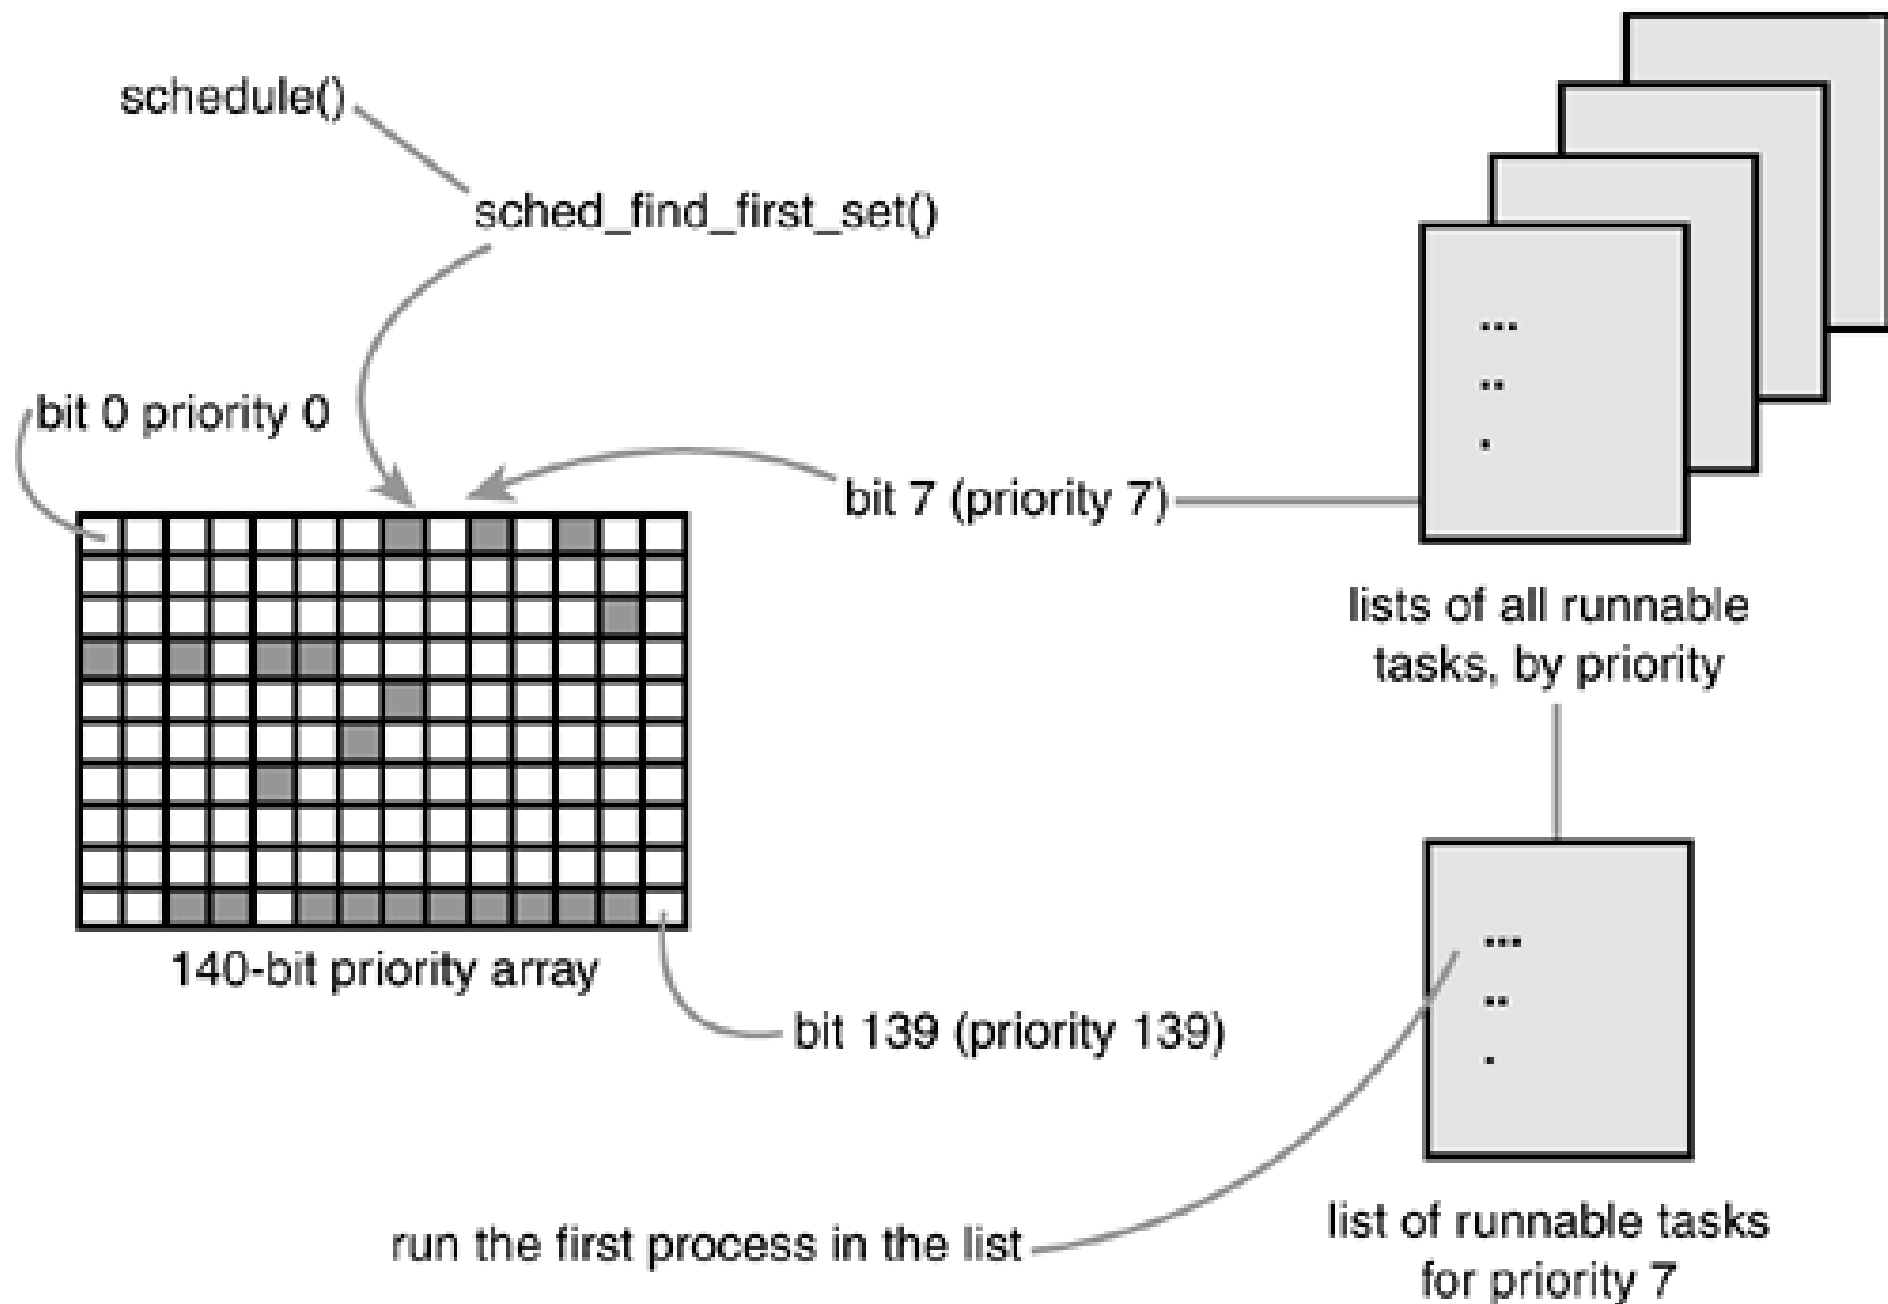 schedule()
sched_find_first_set()
bit 0 priority 0
bit 7 (priority 7)
lists of all runnable
tasks, by priority
140-bit priority array
bit 139 (priority 139)
run the first process in the list
list of runnable tasks
for priority 7